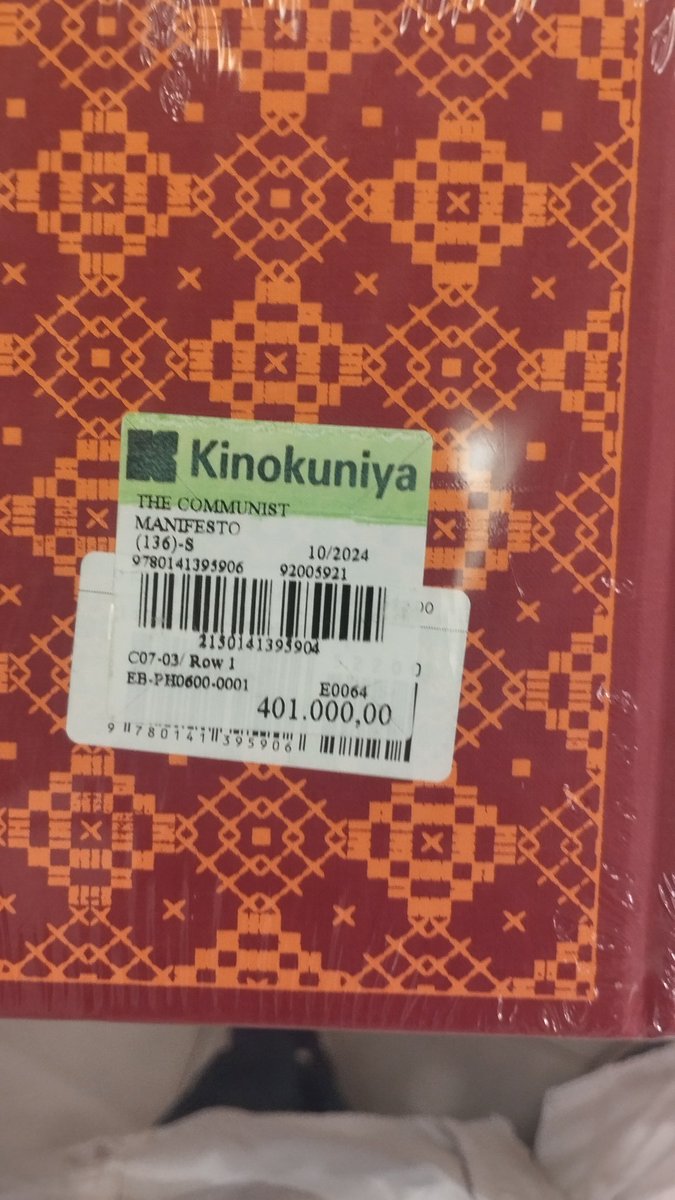 Kinokuniya
THE COMMUNIST
MANIFESTO
(136)-S
10/2024
9780141395906 92005921
2150141395904
C07-03/ Row 1
EB-PH0600-0001 E0064
401.000,00
9 780141 395906